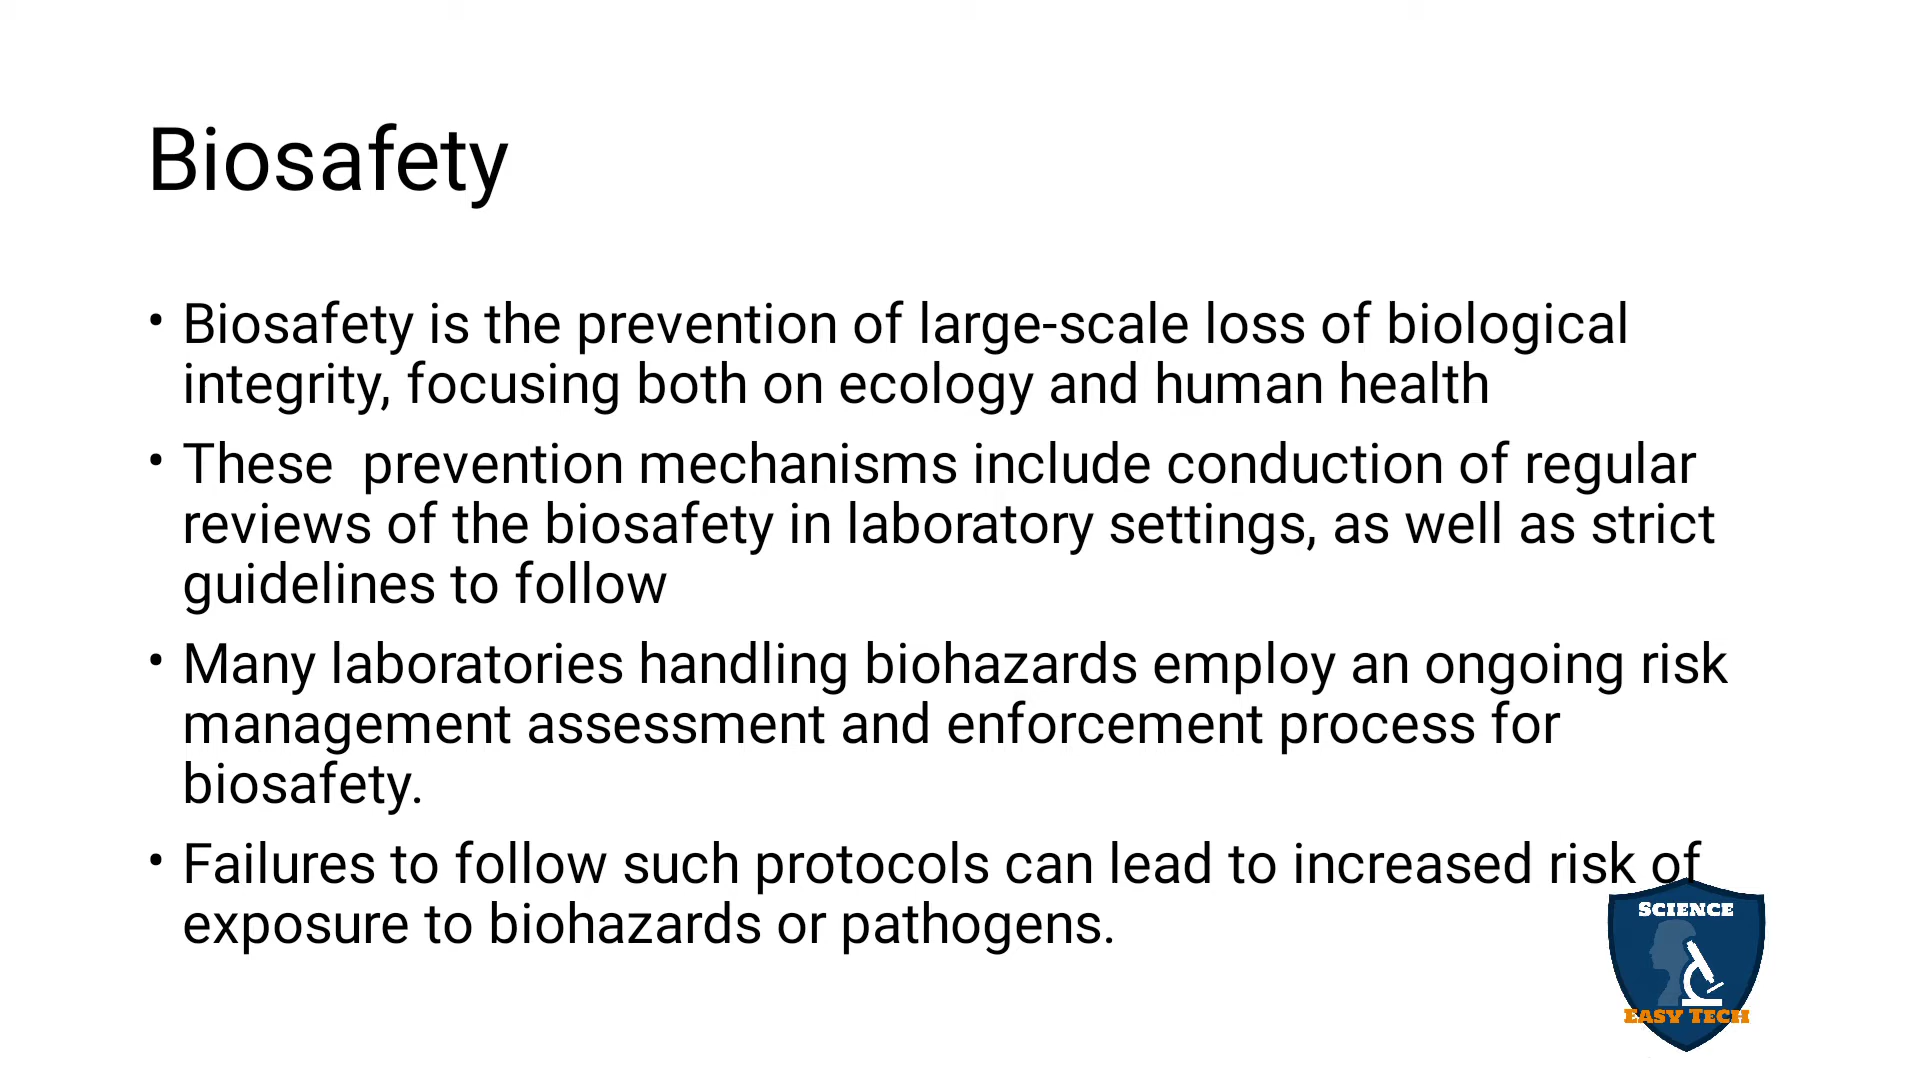 Biosafety
• Biosafety is the prevention of large-scale loss of biological
integrity, focusing both on ecology and human health
• These  prevention mechanisms include conduction of regular
reviews of the biosafety in laboratory settings, as well as strict
guidelines to follow
• Many laboratories handling biohazards employ an ongoing risk
management assessment and enforcement process for
biosafety.
• Failures to follow such protocols can lead to increased risk of
exposure to biohazards or pathogens.
SCIENCE
EASY TECH